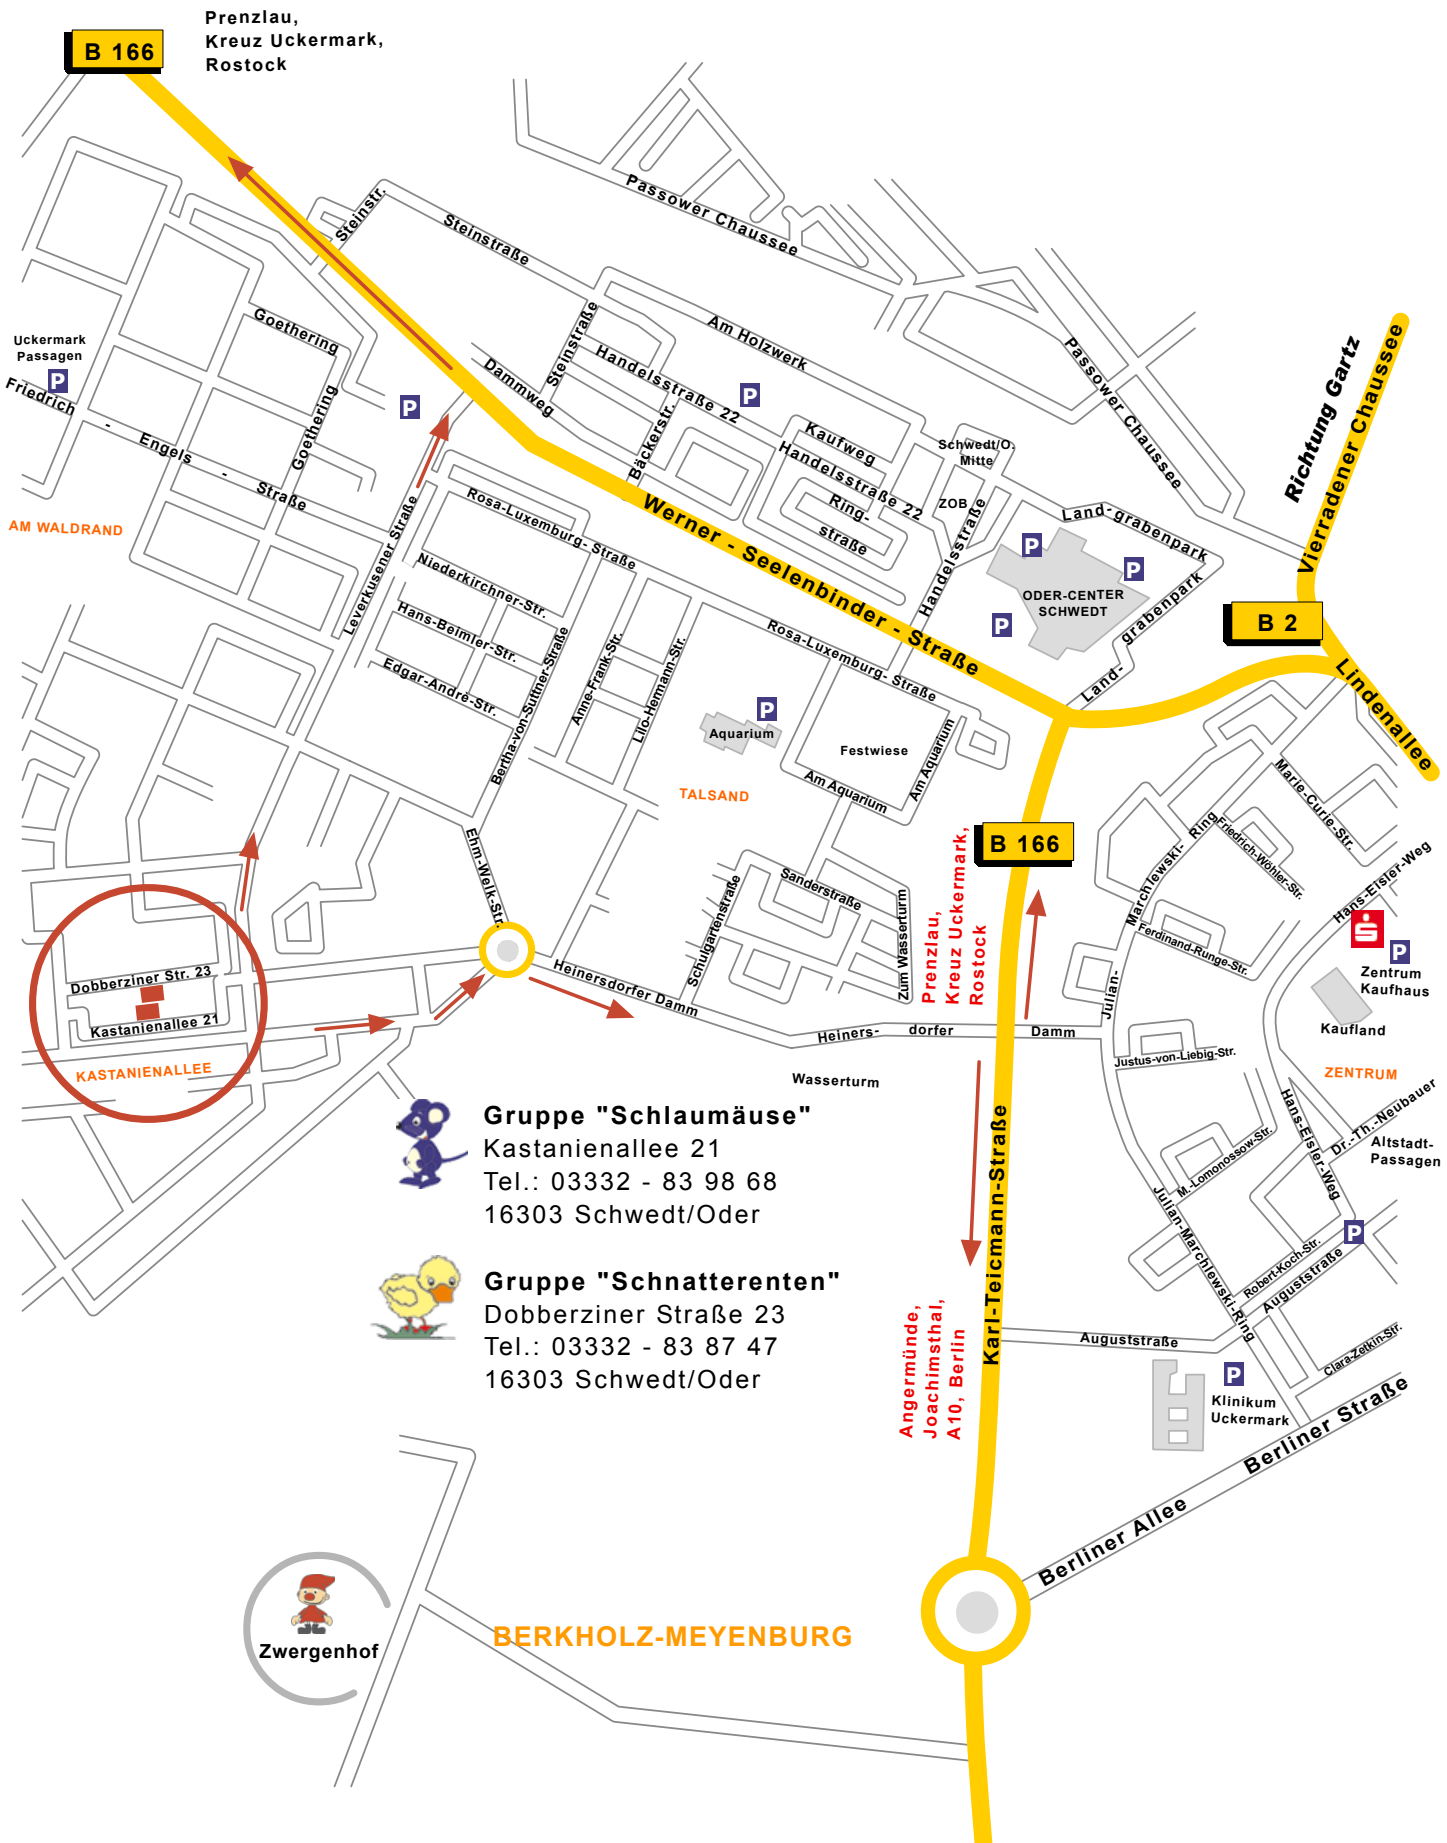 Prenzlau,
Kreuz Uckermark,
Rostock
B 166
Steinstr.
Steinstraße
Passower Chaussee
Goethering
Uckermark
Passagen
P
Friedrich
- Engels -
Straße
Goethering
P
Dammweg
Steinstraße
Am Holzwerk
Handelsstraße 22
P
Bäckerstr.
Kaufweg
Handelsstraße 22
Ring-
straße
Schwedt/O.
Mitte
ZOB
Handelsstraße
Passower Chaussee
Richtung Gartz
Vierradener Chaussee
Land-grabenpark
P
P
P
ODER-CENTER
SCHWEDT
Land-
grabenpark
B 2
Lindenallee
AM WALDRAND
Leverkusener Straße
Rosa-Luxemburg- Straße
Werner - Seelenbinder - Straße
Niederkirchner-Str.
Hans-Beimler-Str.
Edgar-André-Str.
Bertha-von-Suttner-Straße
Anne-Frank-Str.
Lilo-Hermann-Str.
Rosa-Luxemburg- Straße
P
Aquarium
Festwiese
Am Aquarium
Am Aquarium
TALSAND
Ehm-Welk-Str.
Schulgartenstraße
Sanderstraße
Zum Wasserturm
Prenzlau,
Kreuz Uckermark,
Rostock
B 166
Marie-Curie-Str.
Friedrich-Wöhler-Str.
Julian-
Marchlewski- Ring
Ferdinand-Runge-Str.
Hans-Eisler-Weg
P
Zentrum
Kaufhaus
Kaufland
ZENTRUM
Dobberziner Str. 23
Kastanienallee 21
KASTANIENALLEE
Heinersdorfer Damm
Heiners- dorfer Damm
Wasserturm
Justus-von-Liebig-Str.
Hans-Eisler-Weg
Dr.-Th.-Neubauer
Altstadt-
Passagen
M.-Lomonossow-Str.
Julian-Marchlewski-Ring
Gruppe "Schlaumäuse"
Kastanienallee 21
Tel.: 03332 - 83 98 68
16303 Schwedt/Oder
Gruppe "Schnatterenten"
Dobberziner Straße 23
Tel.: 03332 - 83 87 47
16303 Schwedt/Oder
Karl-Teicmann-Straße
Angermünde,
Joachimsthal,
A10, Berlin
P
Robert-Koch-Str.
Auguststraße
Auguststraße
Clara-Zetkin-Str.
P
Klinikum
Uckermark
Berliner Straße
Berliner Allee
Zwergenhof
BERKHOLZ-MEYENBURG